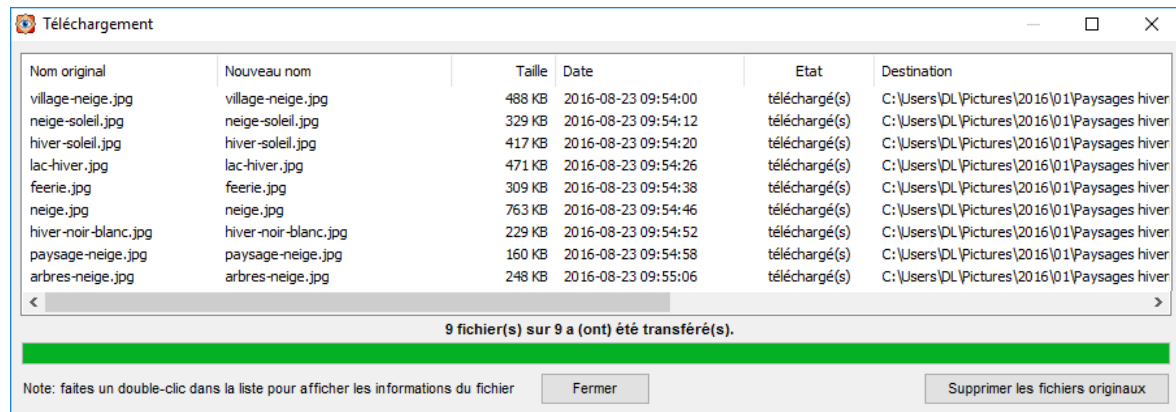 Téléchargement
Nom original Nouveau nom Taille Date Etat Destination
village-neige.jpg village-neige.jpg 488 KB 2016-08-23 09:54:00 téléchargé(s) C:\Users\DL\Pictures\2016\01\Paysages hiver
neige-soleil.jpg neige-soleil.jpg 329 KB 2016-08-23 09:54:12 téléchargé(s) C:\Users\DL\Pictures\2016\01\Paysages hiver
hiver-soleil.jpg hiver-soleil.jpg 417 KB 2016-08-23 09:54:20 téléchargé(s) C:\Users\DL\Pictures\2016\01\Paysages hiver
lac-hiver.jpg lac-hiver.jpg 471 KB 2016-08-23 09:54:26 téléchargé(s) C:\Users\DL\Pictures\2016\01\Paysages hiver
feerie.jpg feerie.jpg 309 KB 2016-08-23 09:54:38 téléchargé(s) C:\Users\DL\Pictures\2016\01\Paysages hiver
neige.jpg neige.jpg 763 KB 2016-08-23 09:54:46 téléchargé(s) C:\Users\DL\Pictures\2016\01\Paysages hiver
hiver-noir-blanc.jpg hiver-noir-blanc.jpg 229 KB 2016-08-23 09:54:52 téléchargé(s) C:\Users\DL\Pictures\2016\01\Paysages hiver
paysage-neige.jpg paysage-neige.jpg 160 KB 2016-08-23 09:54:58 téléchargé(s) C:\Users\DL\Pictures\2016\01\Paysages hiver
arbres-neige.jpg arbres-neige.jpg 248 KB 2016-08-23 09:55:06 téléchargé(s) C:\Users\DL\Pictures\2016\01\Paysages hiver
9 fichier(s) sur 9 a (ont) été transféré(s).
Note: faites un double-clic dans la liste pour afficher les informations du fichier Fermer Supprimer les fichiers originaux